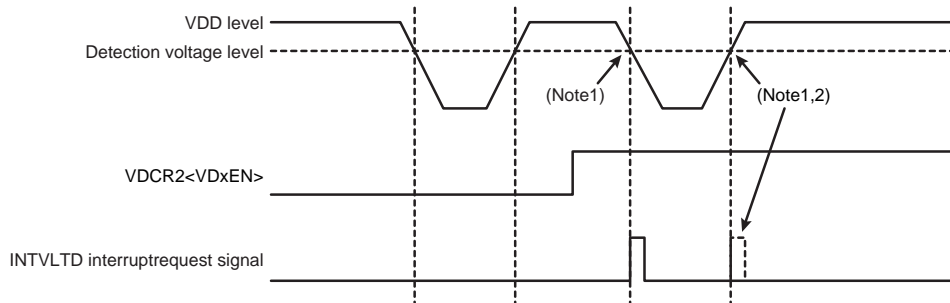 VDD level
Detection voltage level
(Note1)
(Note1,2)
VDCR2<VDxEN>
INTVLTD interruptrequest signal